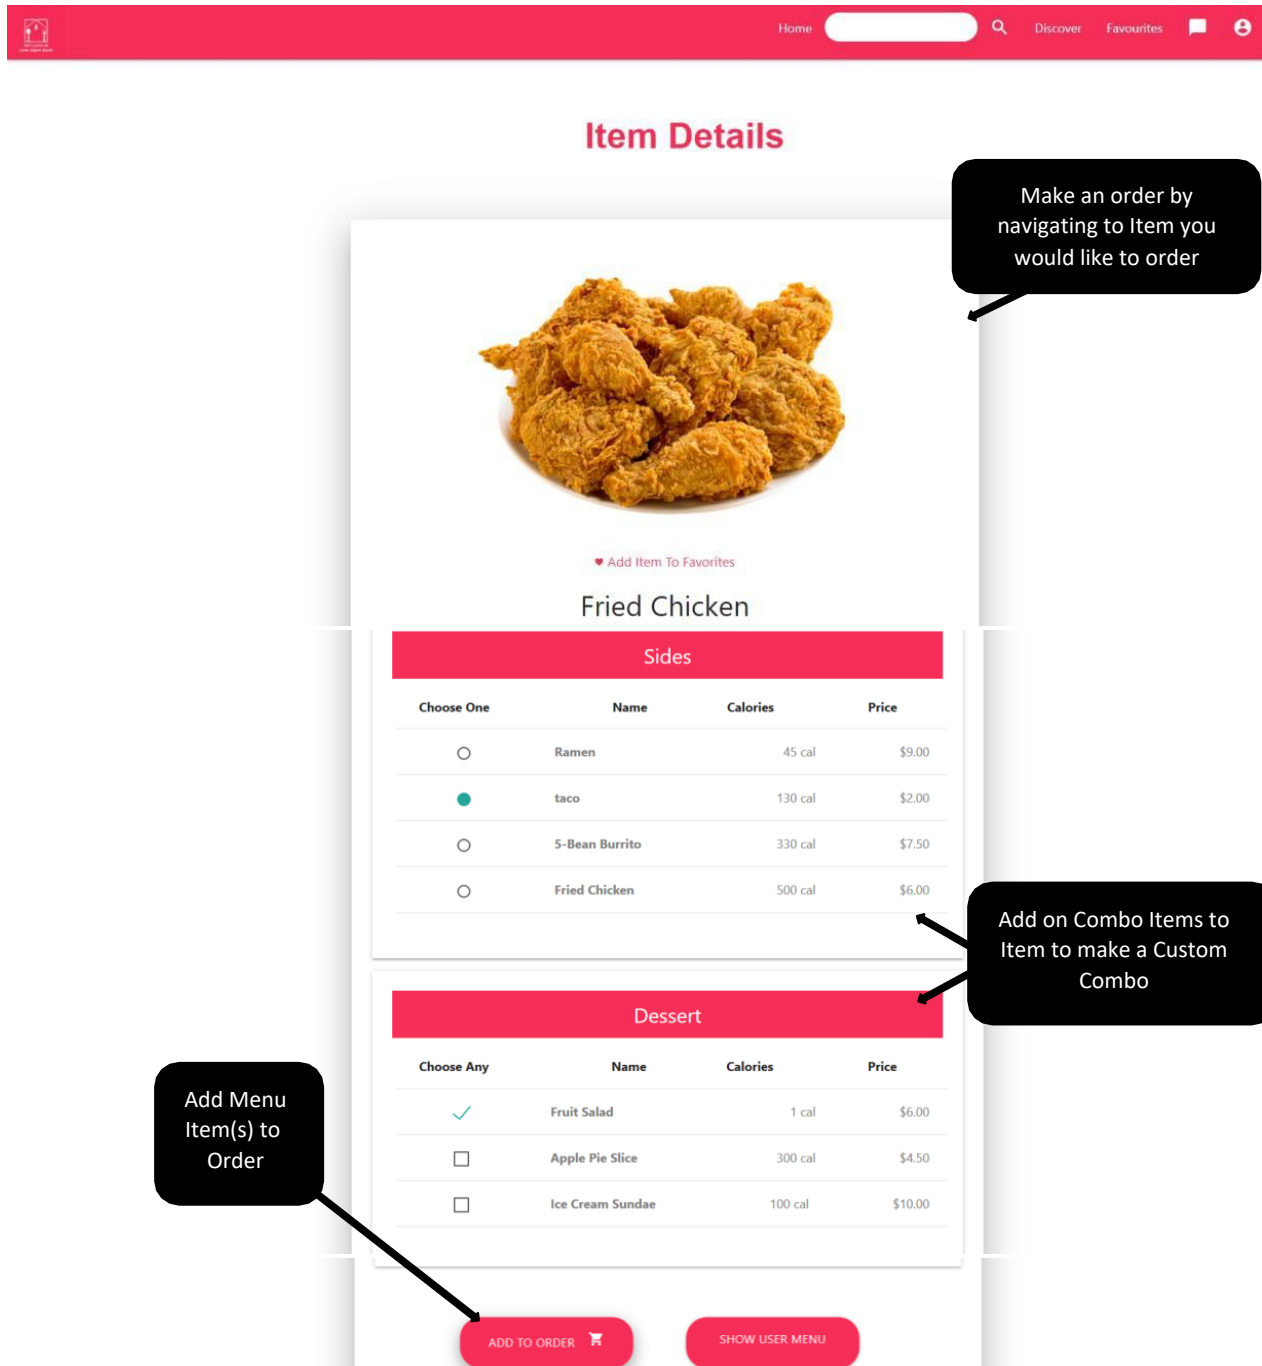 Home
Discover
Favourites
Item Details
Make an order by
navigating to Item you
would like to order
Add Item To Favorites
Fried Chicken
Sides
Choose One Name Calories Price
Ramen 45 cal $9.00
taco 130 cal $2.00
5-Bean Burrito 330 cal $7.50
Fried Chicken 500 cal $6.00
Add on Combo Items to
Item to make a Custom
Combo
Dessert
Choose Any Name Calories Price
Fruit Salad 1 cal $6.00
Apple Pie Slice 300 cal $4.50
Ice Cream Sundae 100 cal $10.00
Add Menu
Item(s) to
Order
ADD TO ORDER
SHOW USER MENU